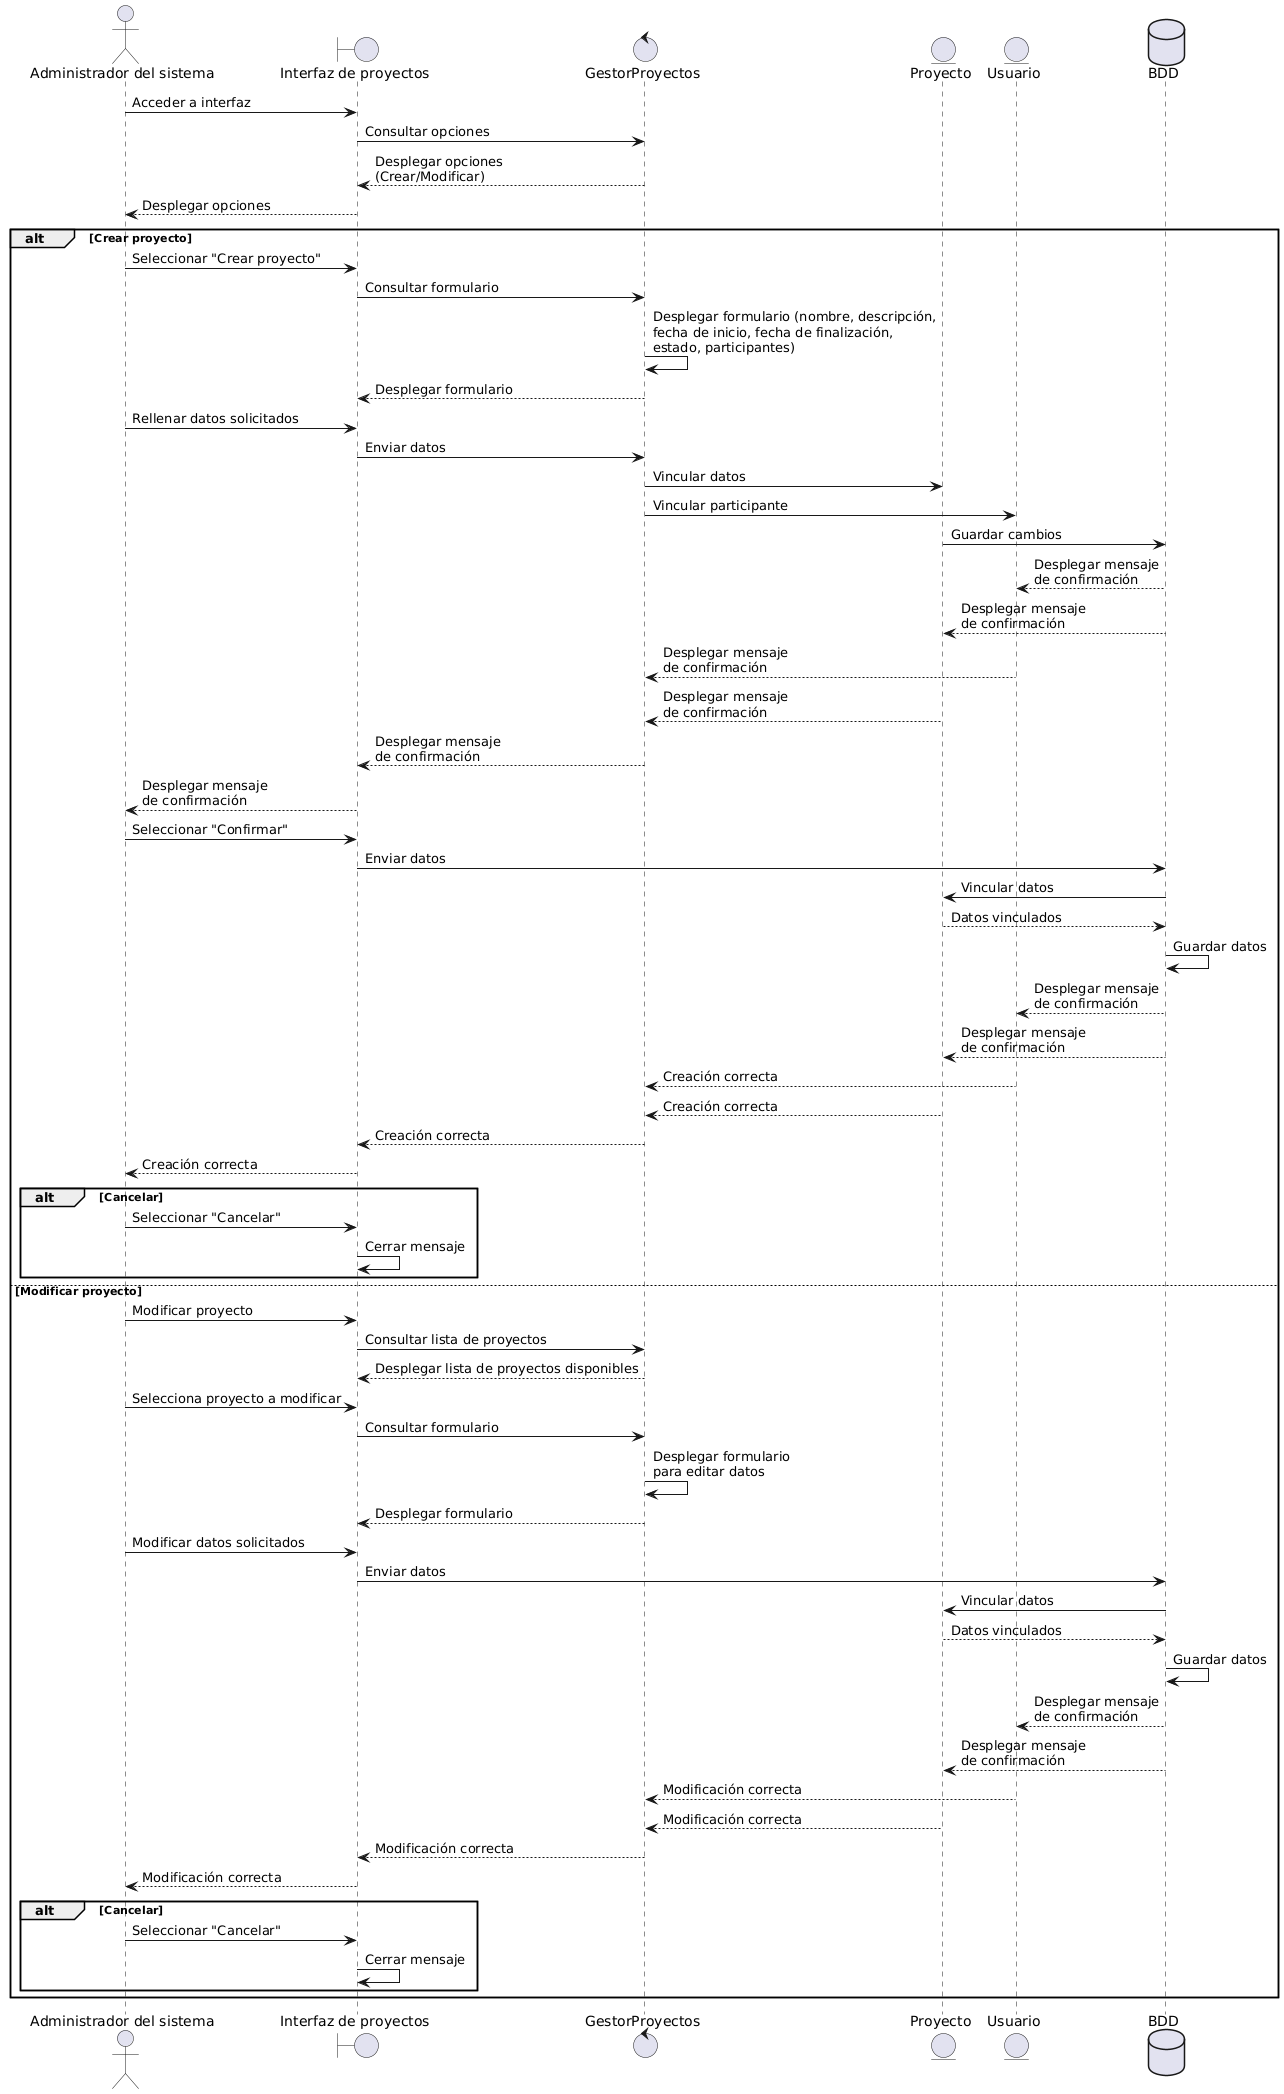 Administrador del sistema
Interfaz de proyectos
GestorProyectos
Proyecto
Usuario
BDD
Acceder a interfaz
Consultar opciones
Desplegar opciones
(Crear/Modificar)
Desplegar opciones
alt
[Crear proyecto]
Seleccionar "Crear proyecto"
Consultar formulario
Desplegar formulario (nombre, descripción,
fecha de inicio, fecha de finalización,
estado, participantes)
Desplegar formulario
Rellenar datos solicitados
Enviar datos
Vincular datos
Vincular participante
Guardar cambios
Desplegar mensaje
de confirmación
Desplegar mensaje
de confirmación
Desplegar mensaje
de confirmación
Desplegar mensaje
de confirmación
Desplegar mensaje
de confirmación
Desplegar mensaje
de confirmación
Seleccionar "Confirmar"
Enviar datos
Vincular datos
Datos vinculados
Guardar datos
Desplegar mensaje
de confirmación
Desplegar mensaje
de confirmación
Creación correcta
Creación correcta
Creación correcta
Creación correcta
alt
[Cancelar]
Seleccionar "Cancelar"
Cerrar mensaje
[Modificar proyecto]
Modificar proyecto
Consultar lista de proyectos
Desplegar lista de proyectos disponibles
Selecciona proyecto a modificar
Consultar formulario
Desplegar formulario
para editar datos
Desplegar formulario
Modificar datos solicitados
Enviar datos
Vincular datos
Datos vinculados
Guardar datos
Desplegar mensaje
de confirmación
Desplegar mensaje
de confirmación
Modificación correcta
Modificación correcta
Modificación correcta
Modificación correcta
alt
[Cancelar]
Seleccionar "Cancelar"
Cerrar mensaje
Administrador del sistema
Interfaz de proyectos
GestorProyectos
Proyecto
Usuario
BDD